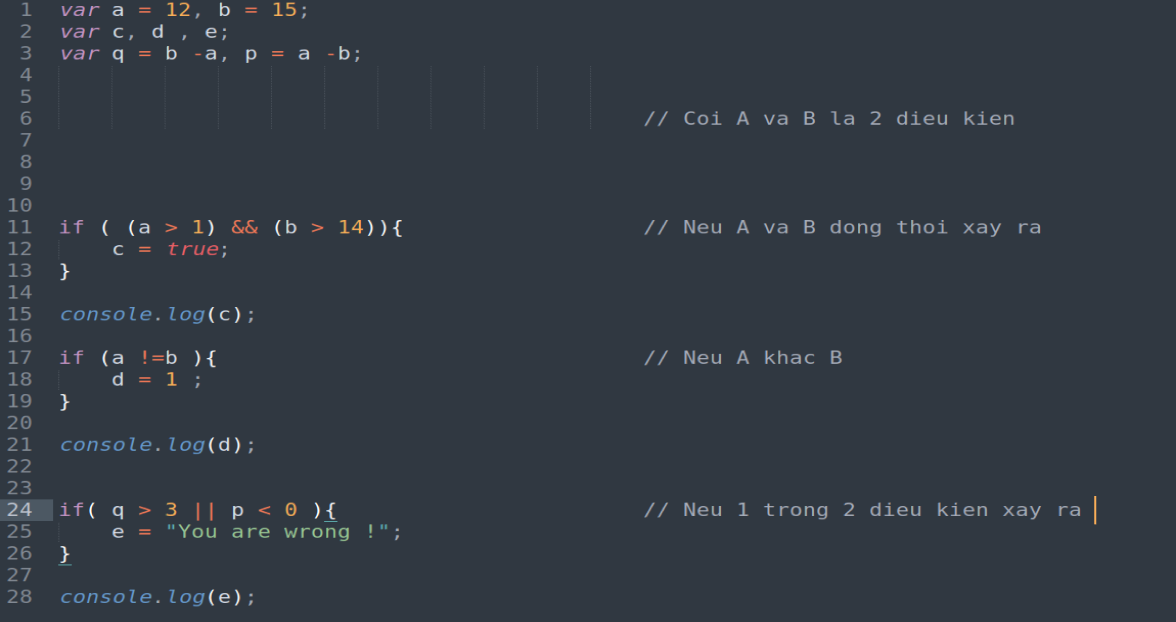 1 var a = 12, b = 15;
2 var c, d , e;
3 var q = b -a, p = a -b;
4
5
6 // Coi A va B la 2 dieu kien
7
8
9
10
11 if ( (a > 1) && (b > 14)){ // Neu A va B dong thoi xay ra
12 c = true;
13 }
14
15 console.log(c);
16
17 if (a !=b ){ // Neu A khac B
18 d = 1 ;
19 }
20
21 console.log(d);
22
23
24 if( q > 3 || p < 0 ){ // Neu 1 trong 2 dieu kien xay ra
25 e = "You are wrong !";
26 }
27
28 console.log(e);